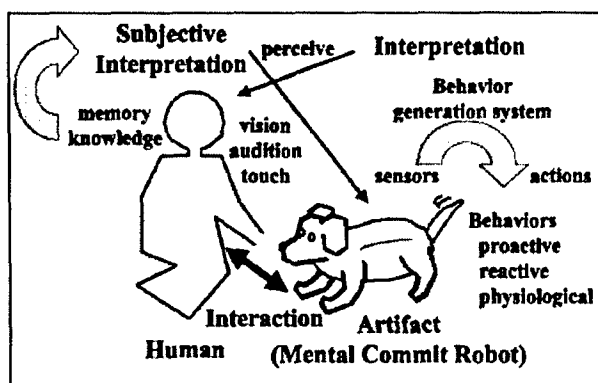 Subjective
Interpretation
perceive
Interpretation
memory
knowledge
vision
audition
touch
Behavior
generation system
sensors
actions
Behaviors
proactive
reactive
physiological
Interaction
Human
Artifact
(Mental Commit Robot)